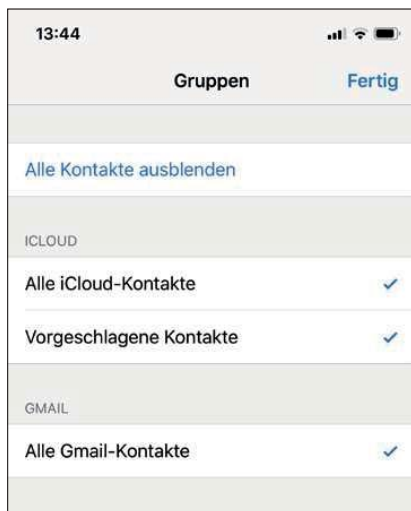 13:44
Gruppen Fertig
Alle Kontakte ausblenden
ICLOUD
Alle iCloud-Kontakte
Vorgeschlagene Kontakte
GMAIL
Alle Gmail-Kontakte